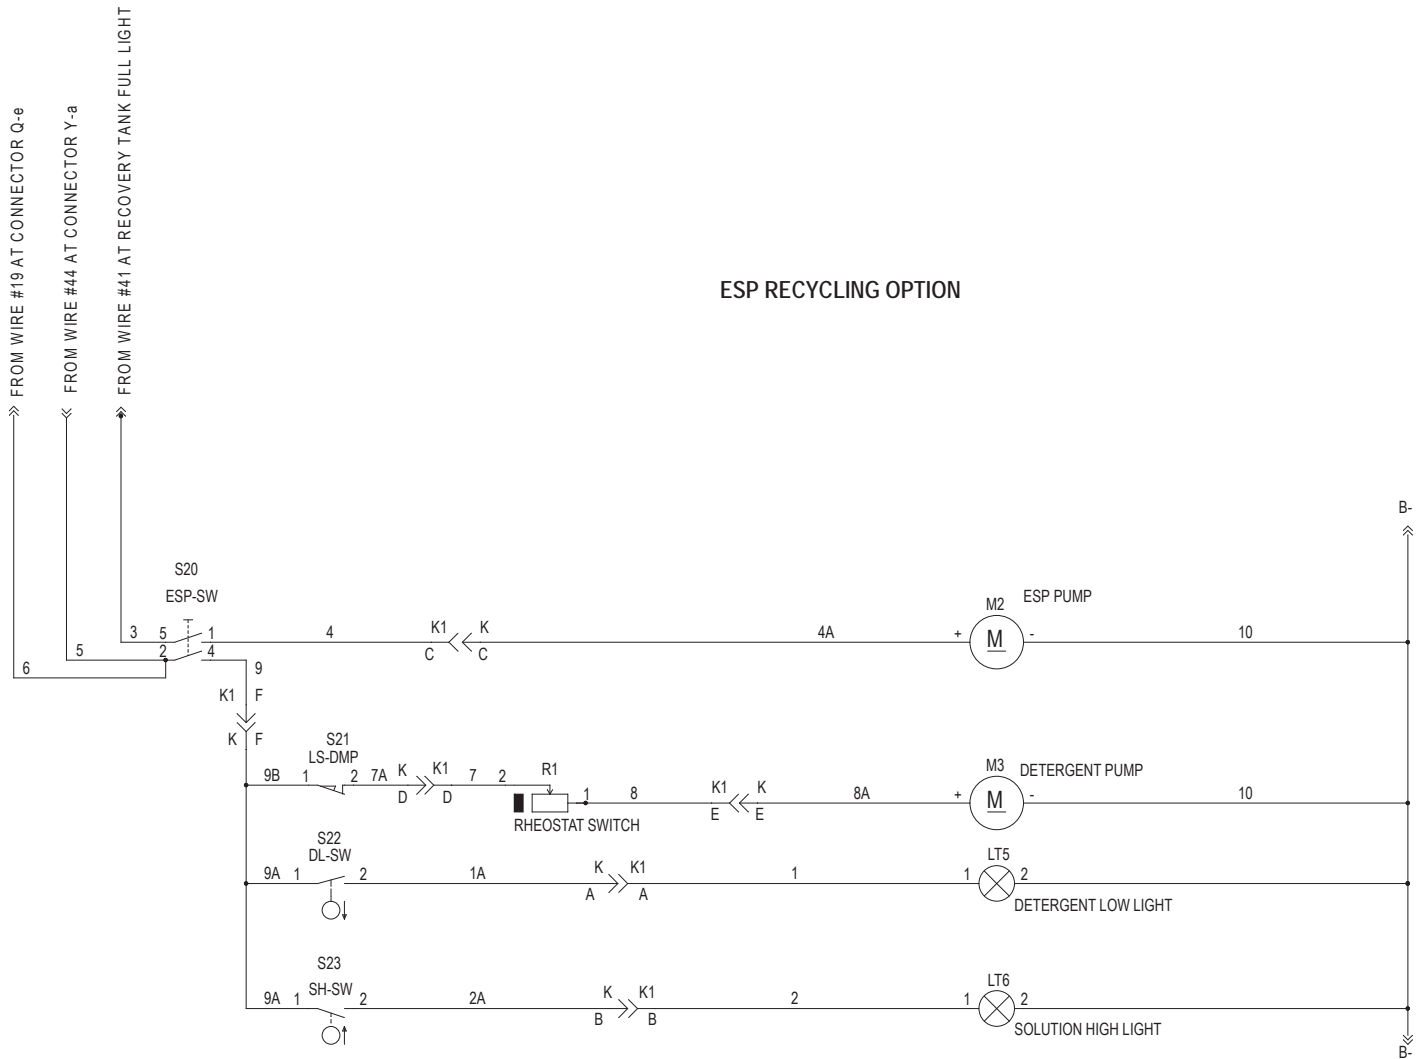 FROM WIRE #19 AT CONNECTOR Q-e
FROM WIRE #44 AT CONNECTOR Y-a
FROM WIRE #41 AT RECOVERY TANK FULL LIGHT
ESP RECYCLING OPTION
B-
S20
ESP-SW
3 5 1 4 K1 K 4A + M2 ESP PUMP - 10
C C M
5 2 4
6 9
K1 F
K F
S21
LS-DMP
9B 1 2 7A K K1 7 2 R1
D D
1 8 K1 K 8A + M3 DETERGENT PUMP - 10
E E M
RHEOSTAT SWITCH
S22
DL-SW
9A 1 2 1A K K1 1 1 LT5 2
A A
DETERGENT LOW LIGHT
S23
SH-SW
9A 1 2 2A K K1 2 1 LT6 2
B B
SOLUTION HIGH LIGHT
B-